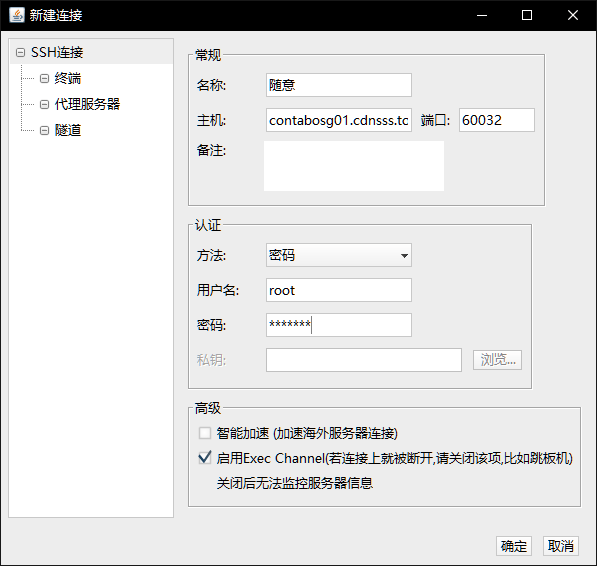 新建连接
SSH连接
终端
代理服务器
隧道
常规
名称: 随意
主机: contabosg01.cdnsss.tc 端口: 60032
备注:
认证
方法: 密码
用户名: root
密码: *******
私钥: 浏览...
高级
智能加速 (加速海外服务器连接)
启用Exec Channel(若连接上就被断开,请关闭该项,比如跳板机)
关闭后无法监控服务器信息
确定 取消